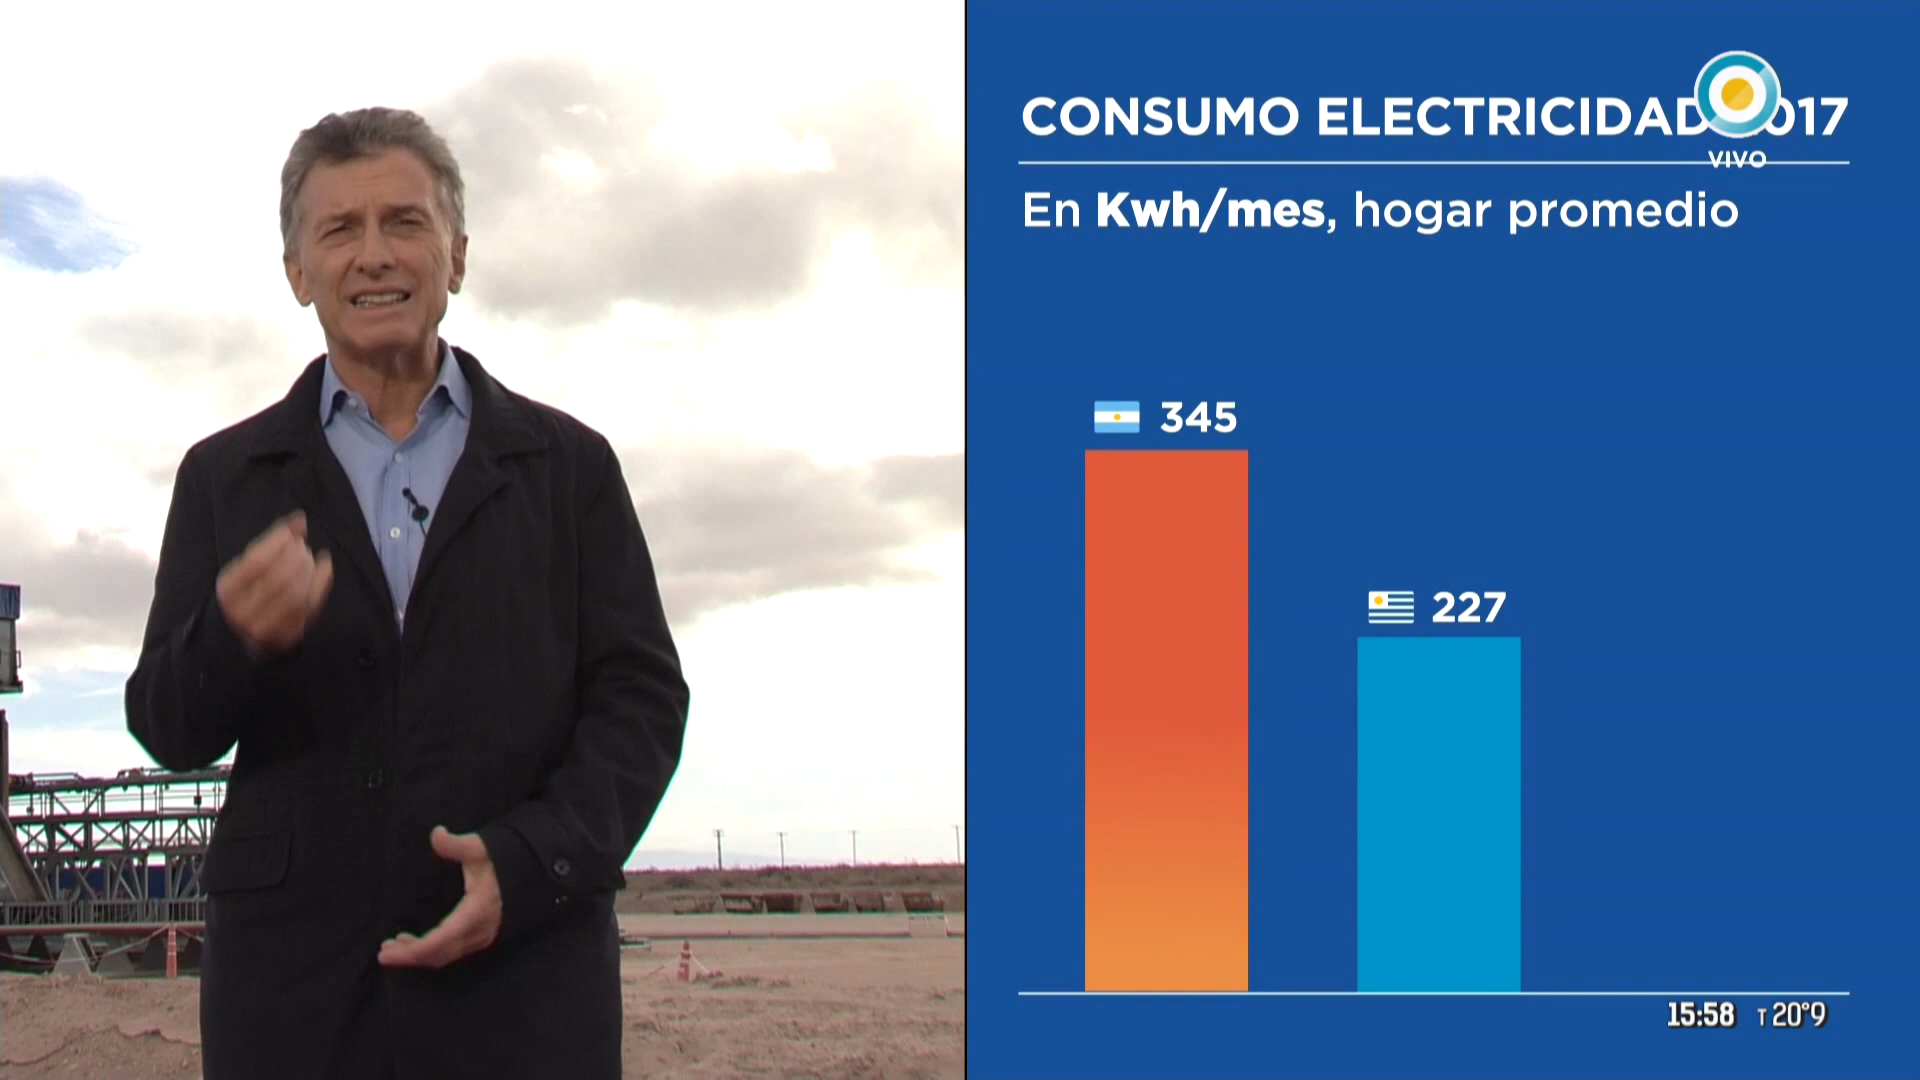 CONSUMO ELECTRICIDAD 2017
VIVO
En Kwh/mes, hogar promedio
345
227
15:58 T 20°9